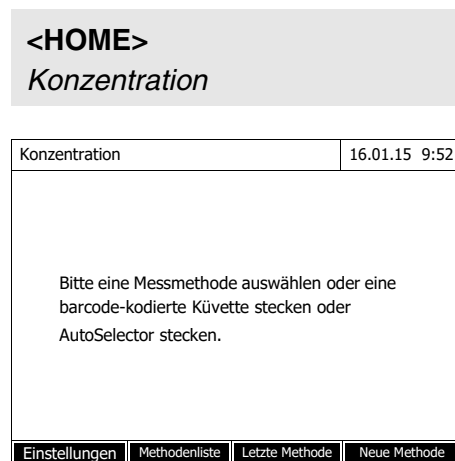 <HOME>
Konzentration
Konzentration 16.01.15 9:52
Bitte eine Messmethode auswählen oder eine
barcode-kodierte Küvette stecken oder
AutoSelector stecken.
Einstellungen Methodenliste Letzte Methode Neue Methode